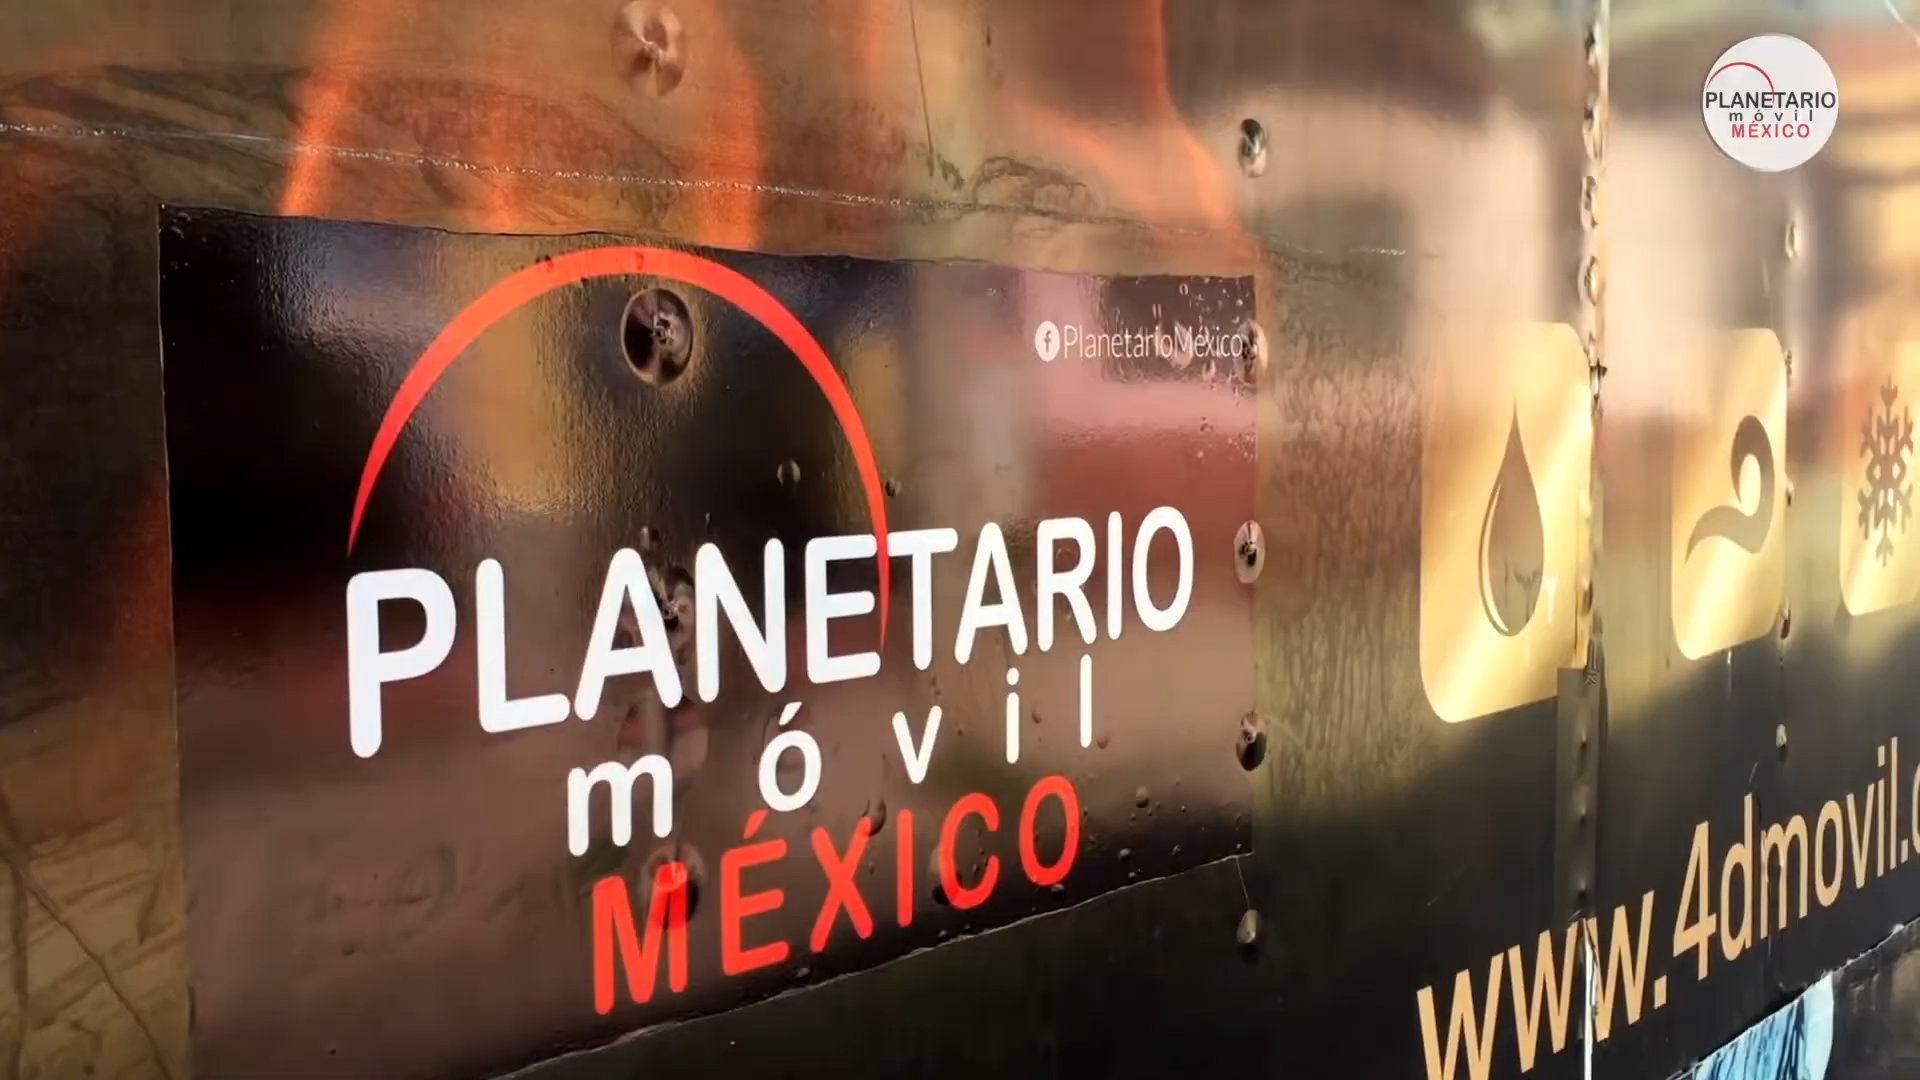 PLANETARIO
móvil
MÉXICO
PlanetarioMéxico
PLANETARIO
móvil
MÉXICO
www.4dmovil.